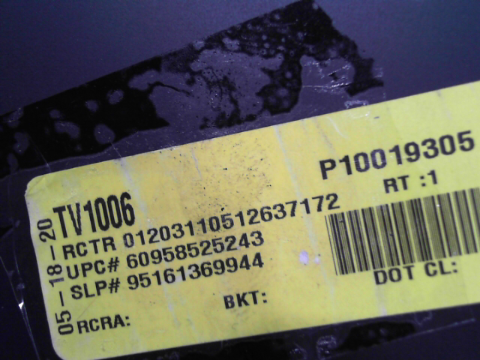 05-18-20
TV1006
P10019305
RT :1
RCTR 01203110512637172
UPC# 60958525243
SLP# 95161369944
RCRA:
BKT:
DOT CL: